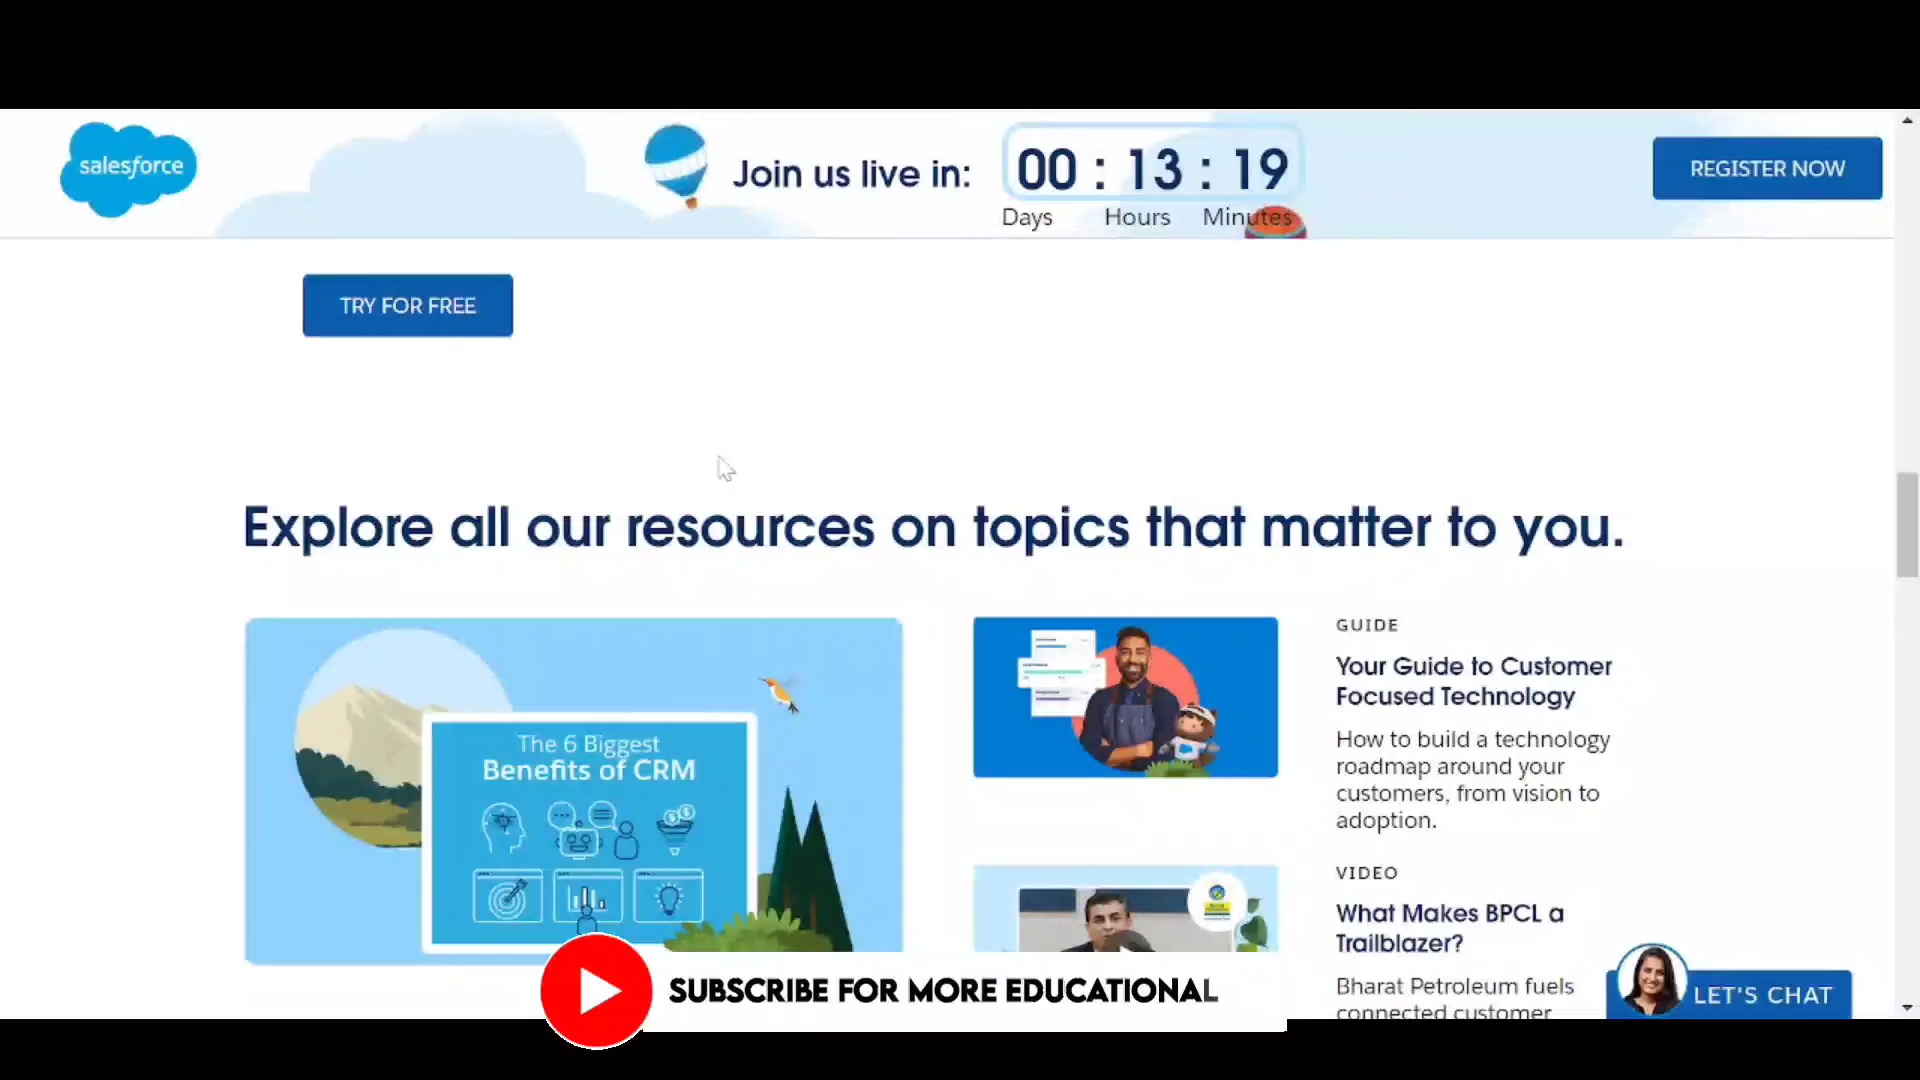 salesforce
Join us live in:
00 : 13 : 19
Days Hours Minutes
REGISTER NOW
TRY FOR FREE
Explore all our resources on topics that matter to you.
The 6 Biggest
Benefits of CRM
GUIDE
Your Guide to Customer
Focused Technology
How to build a technology
roadmap around your
customers, from vision to
adoption.
VIDEO
What Makes BPCL a
Trailblazer?
Bharat Petroleum fuels
connected customer
LET'S CHAT
SUBSCRIBE FOR MORE EDUCATIONAL